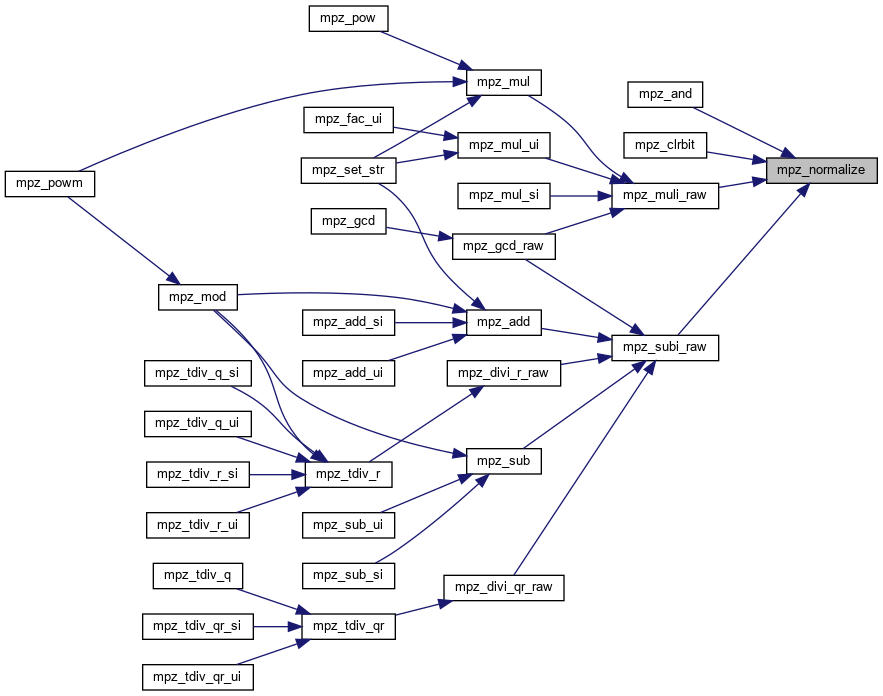 mpz_pow
mpz_mul
mpz_and
mpz_fac_ui
mpz_mul_ui
mpz_clrbit
mpz_set_str
mpz_normalize
mpz_powm
mpz_mul_si
mpz_muli_raw
mpz_gcd
mpz_gcd_raw
mpz_mod
mpz_add_si
mpz_add
mpz_subi_raw
mpz_tdiv_q_si
mpz_add_ui
mpz_divi_r_raw
mpz_tdiv_q_ui
mpz_sub
mpz_tdiv_r_si
mpz_tdiv_r
mpz_tdiv_r_ui
mpz_sub_ui
mpz_tdiv_q
mpz_sub_si
mpz_divi_qr_raw
mpz_tdiv_qr_si
mpz_tdiv_qr
mpz_tdiv_qr_ui